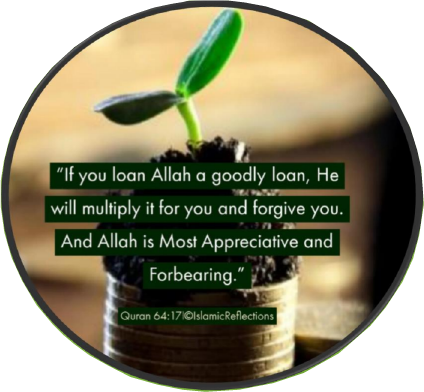 "If you loan Allah a goodly loan, He
will multiply it for you and forgive you.
And Allah is Most Appreciative and
Forbearing."
Quran 64:17|©IslamicReflections